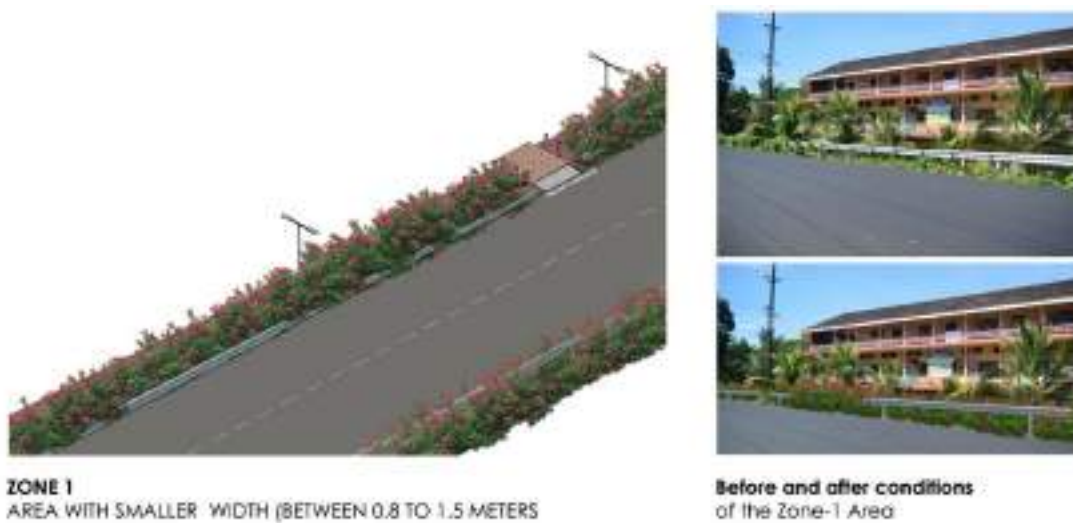 ZONE 1
AREA WITH SMALLER WIDTH (BETWEEN 0.8 TO 1.5 METERS
Before and after conditions
of the Zone-1 Area